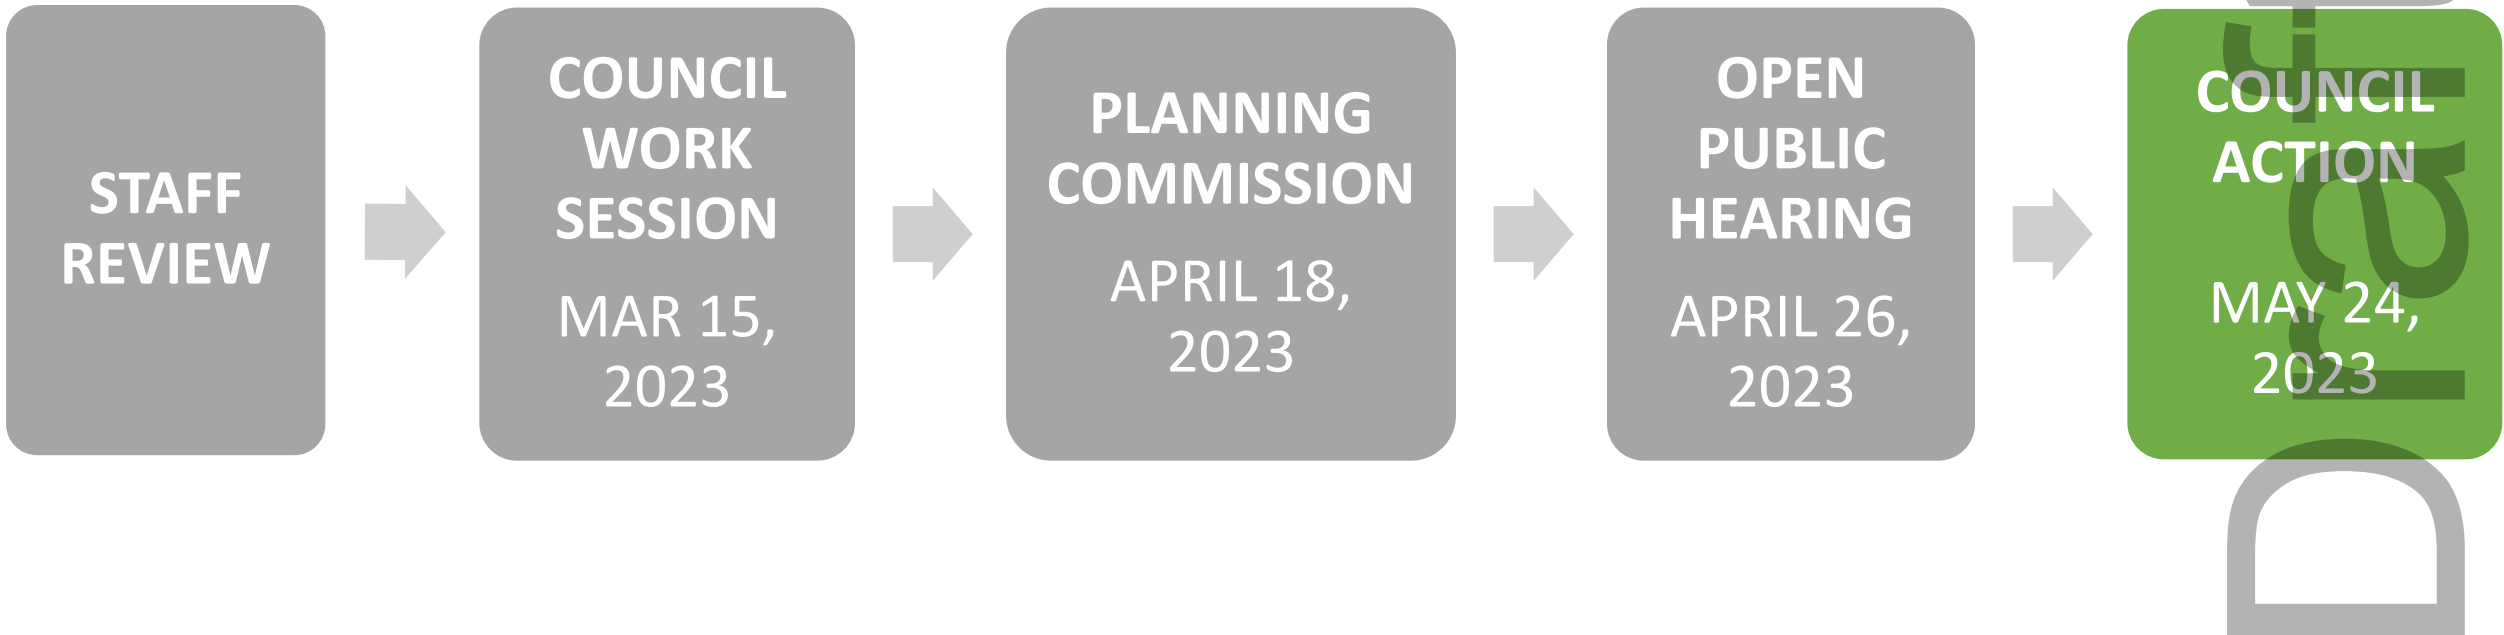 STAFF
REVIEW
COUNCIL
WORK
SESSION
MAR 15,
2023
PLANNING
COMMISSION
APRIL 18,
2023
OPEN
PUBLIC
HEARING
APRIL 26,
2023
COUNCIL
ACTION
MAY 24,
2023
Draft